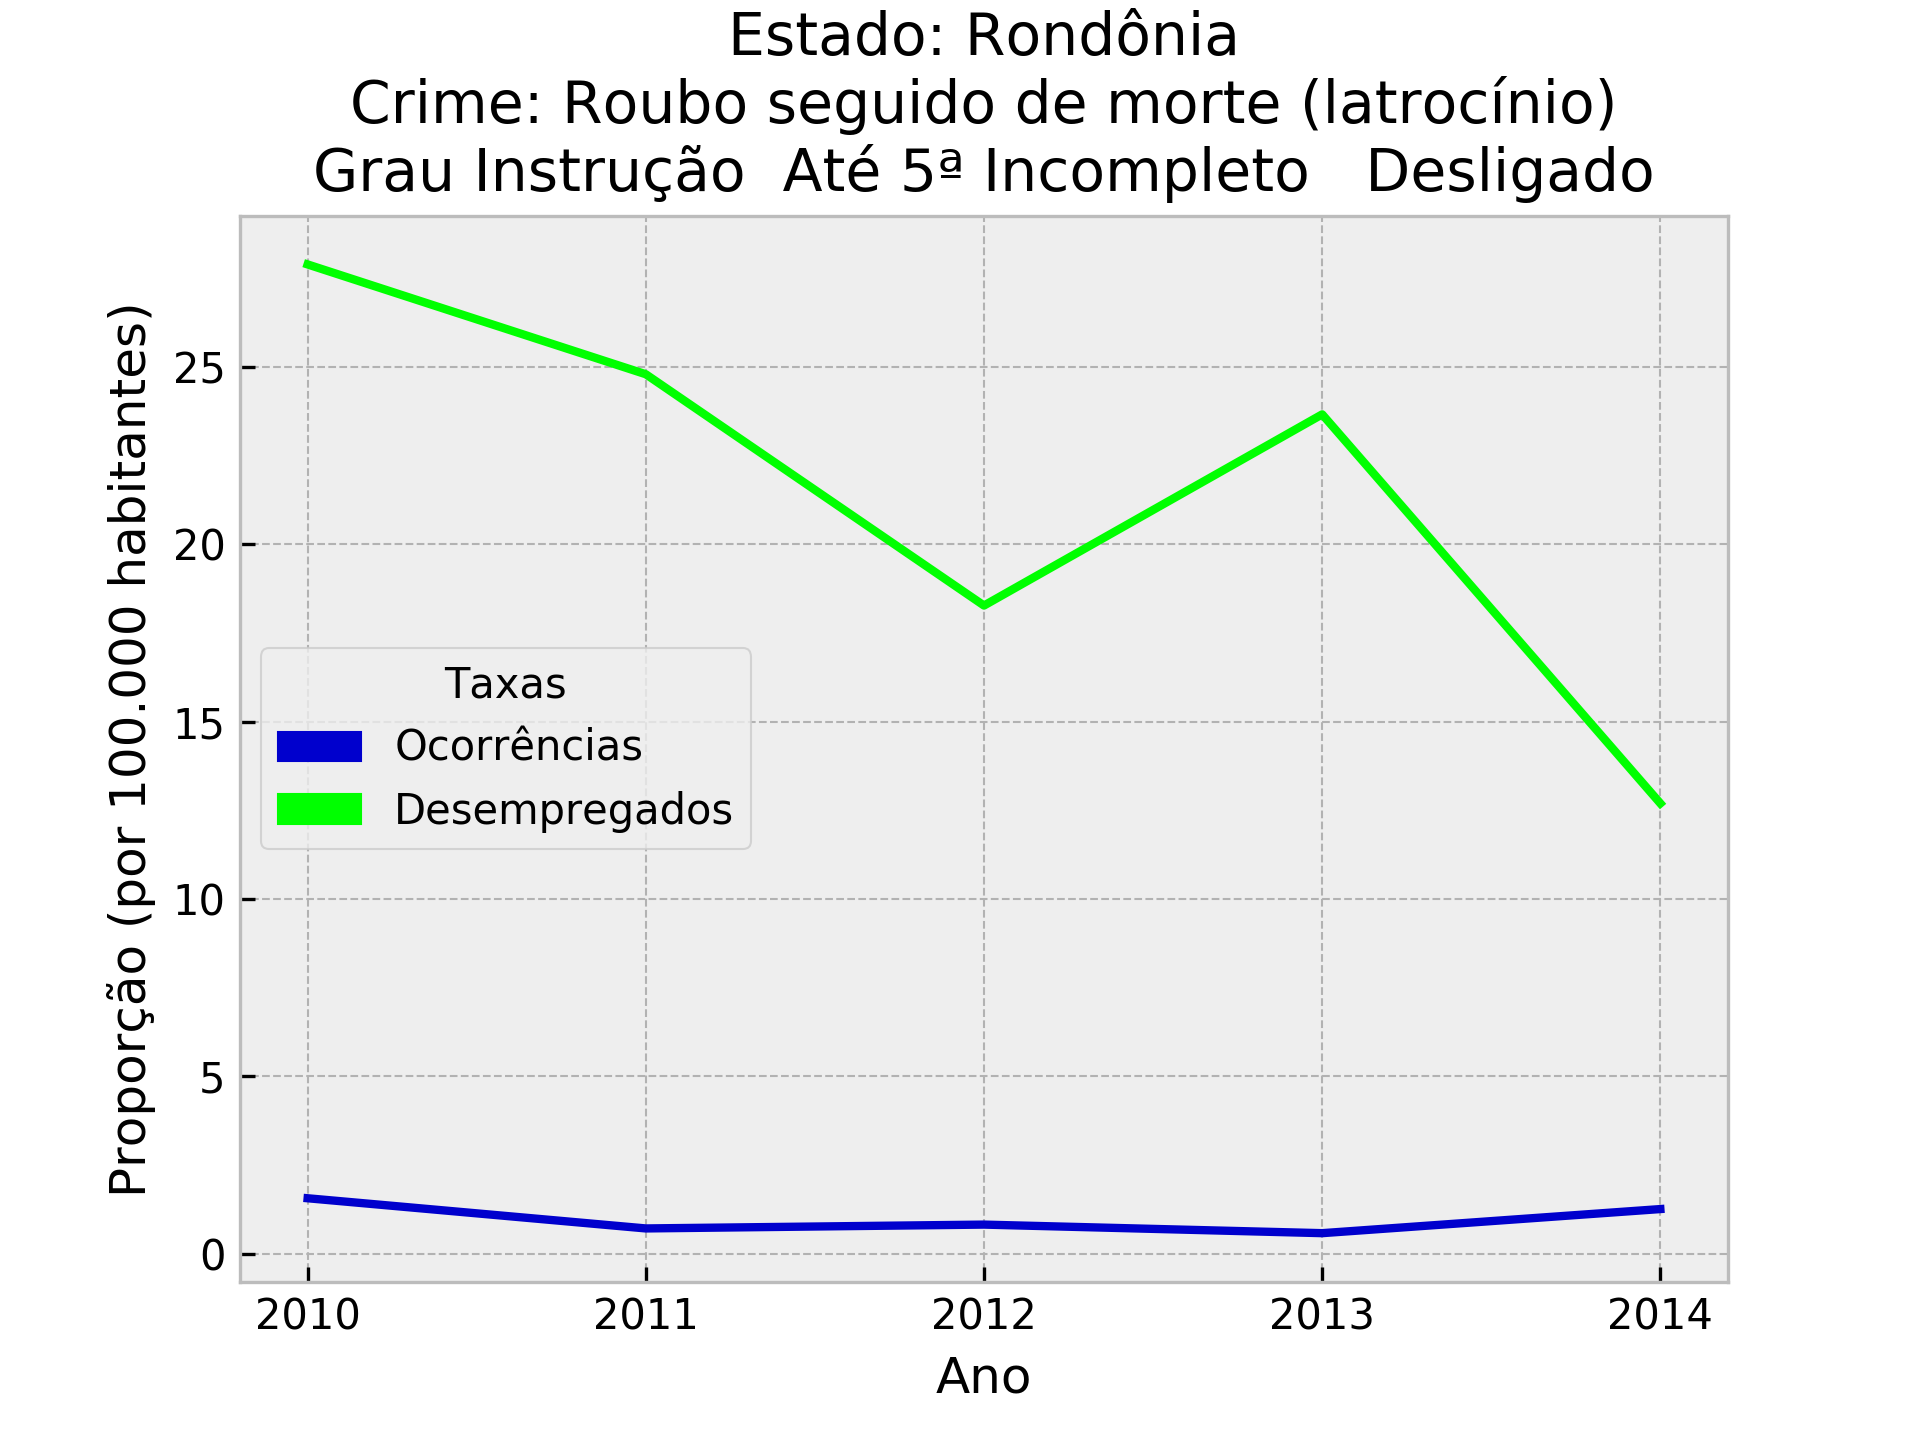 Estado: Rondônia
Crime: Roubo seguido de morte (latrocínio)
Grau Instrução  Até 5ª Incompleto   Desligado
Proporção (por 100.000 habitantes)
25
20
15
10
5
0
Taxas
Ocorrências
Desempregados
2010 2011 2012 2013 2014
Ano